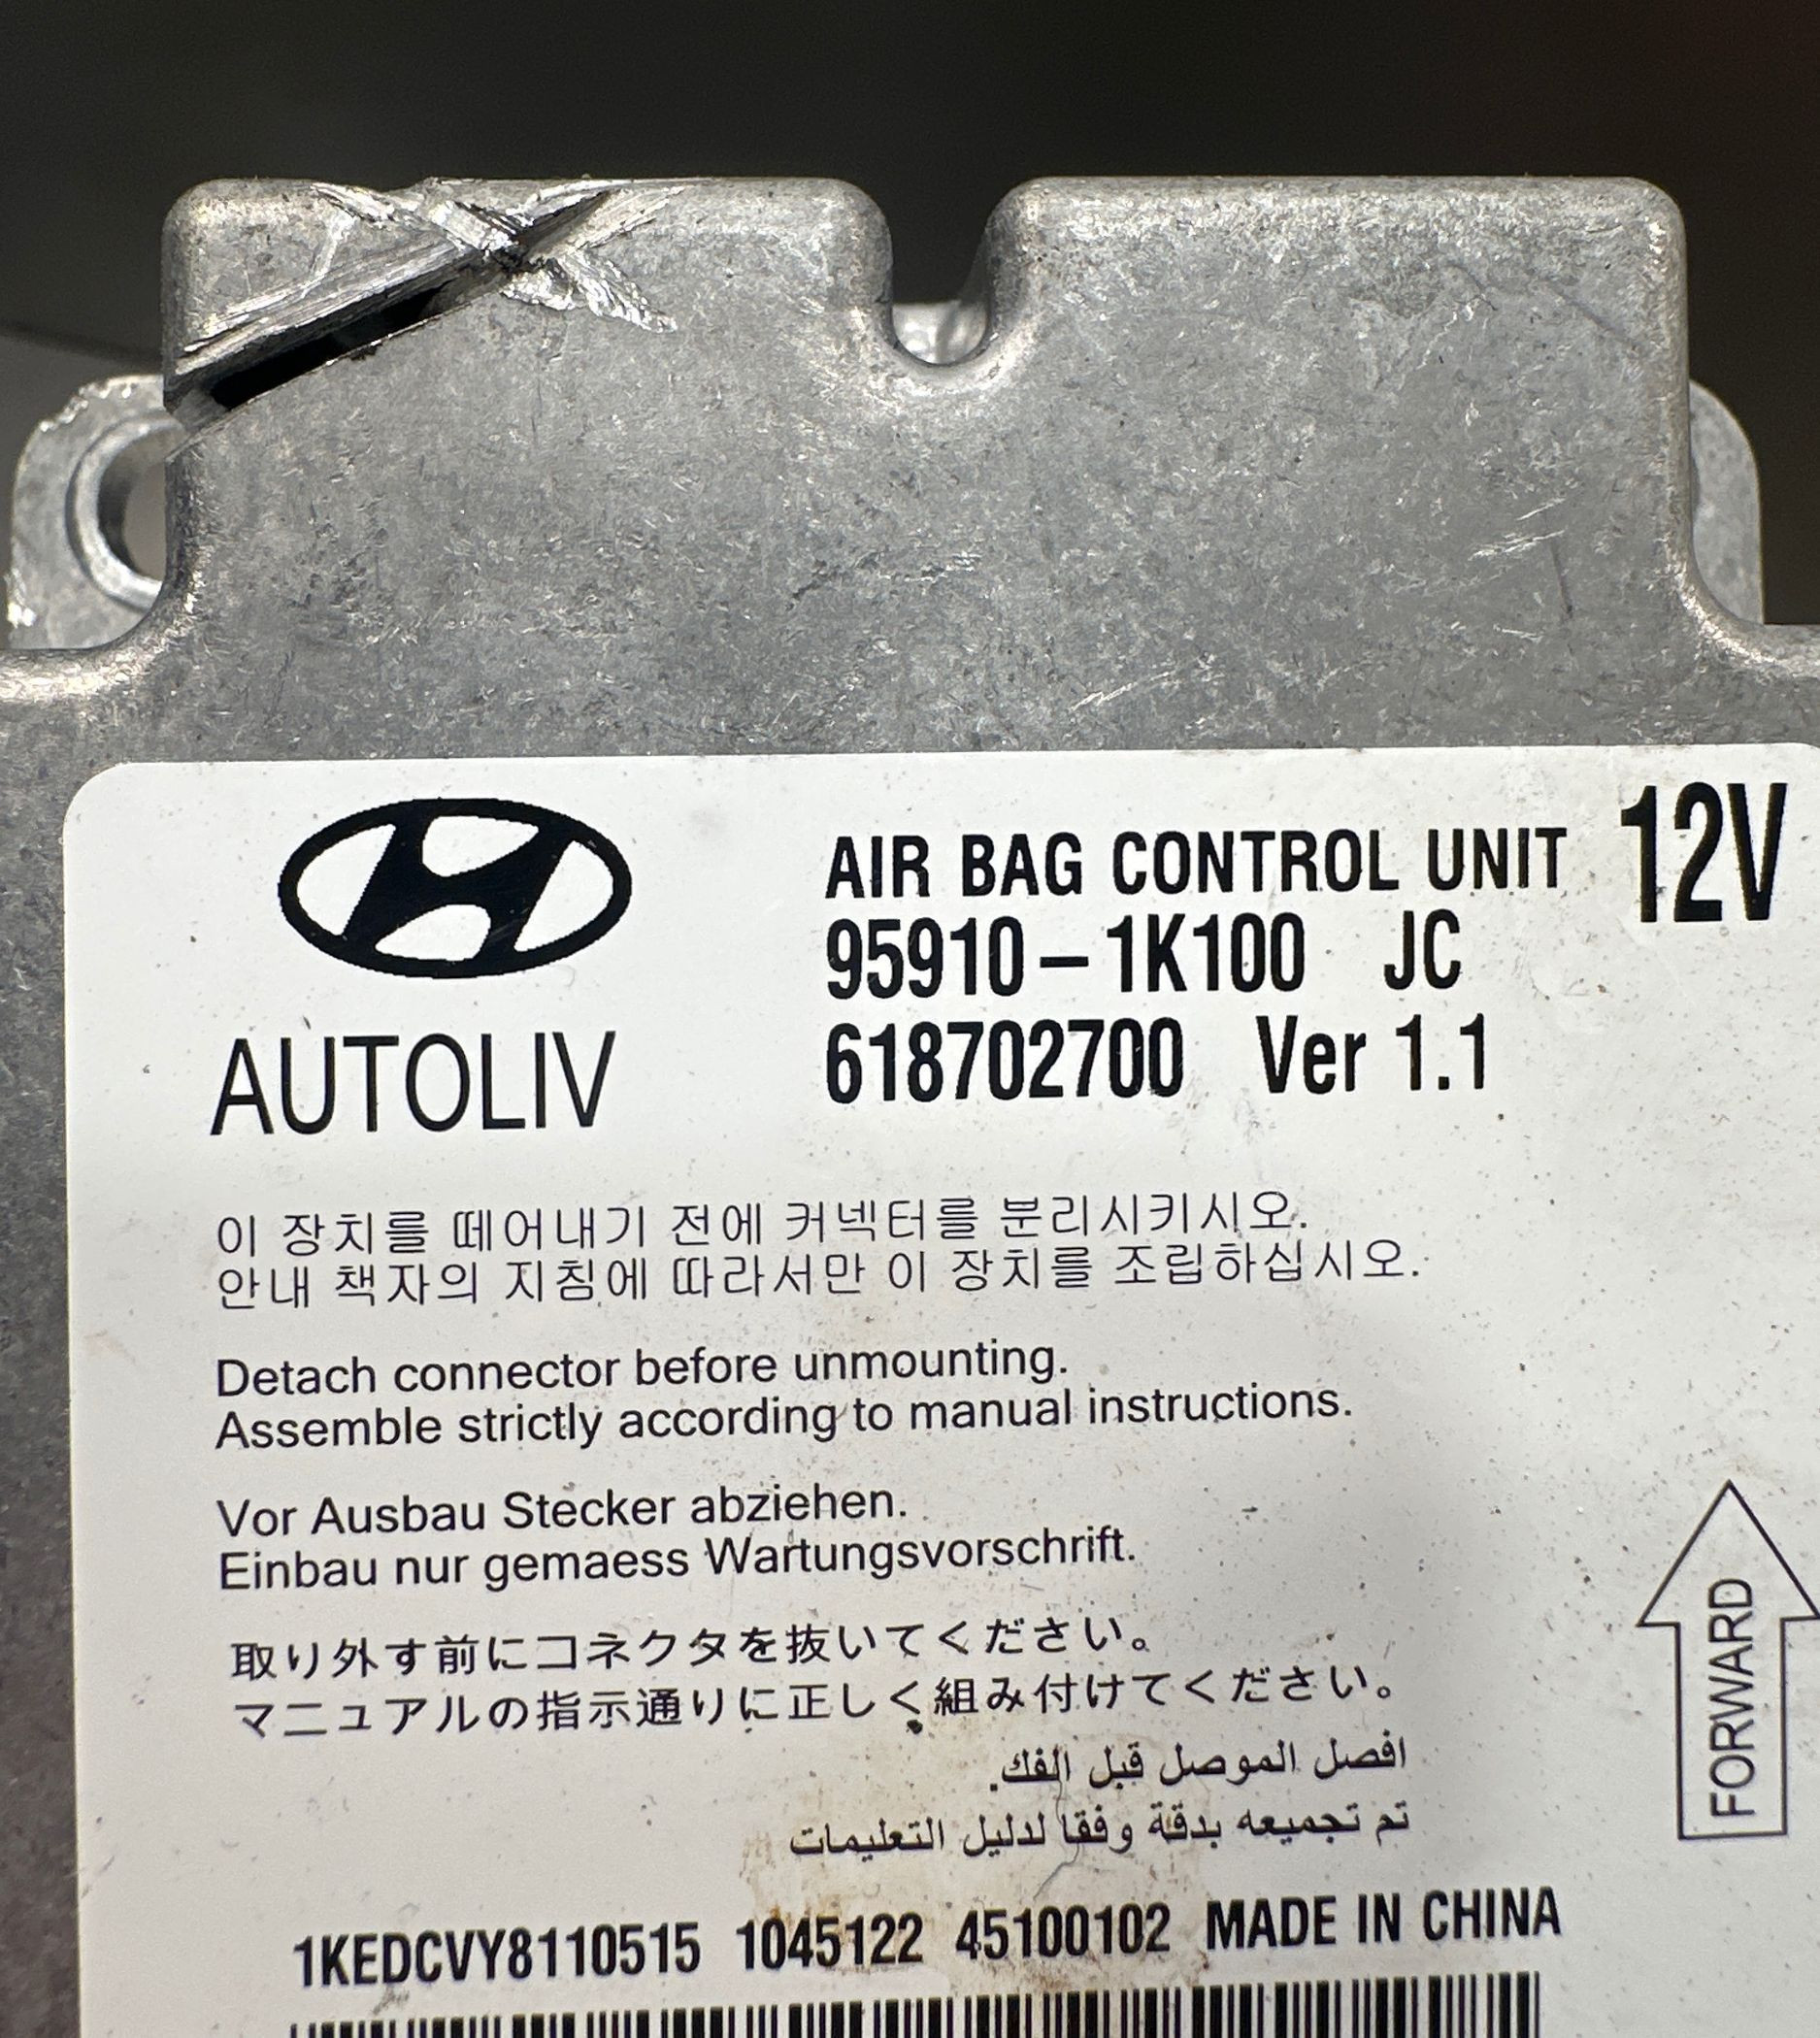 AIR BAG CONTROL UNIT 12V
95910-1K100 JC
618702700 Ver 1.1
AUTOLIV
이 장치를 떼어내기 전에 커넥터를 분리시키시오.
안내 책자의 지침에 따라서만 이 장치를 조립하십시오.
Detach connector before unmounting.
Assemble strictly according to manual instructions.
Vor Ausbau Stecker abziehen.
Einbau nur gemaess Wartungsvorschrift.
取り外す前にコネクタを抜いてください。
マニュアルの指示通りに正しく組み付けてください。
افصل الموصل قبل الفك.
تم تجميعه بدقة وفقا لدليل التعليمات
FORWARD
1KEDCVY8110515 1045122 45100102 MADE IN CHINA